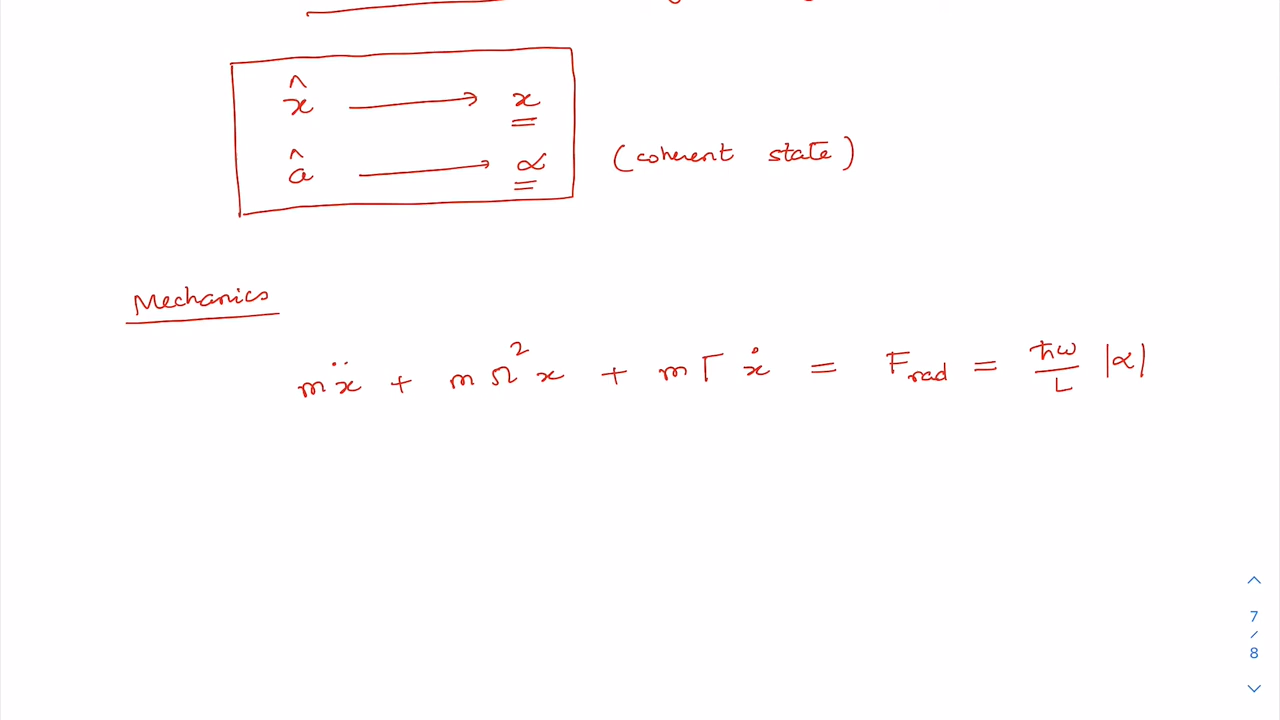 x̂ ⟶ x
â ⟶ α (coherent state)
Mechanics
mẍ + mΩ²x + mΓẋ = F_rad = ħω/L |α|
7
/
8